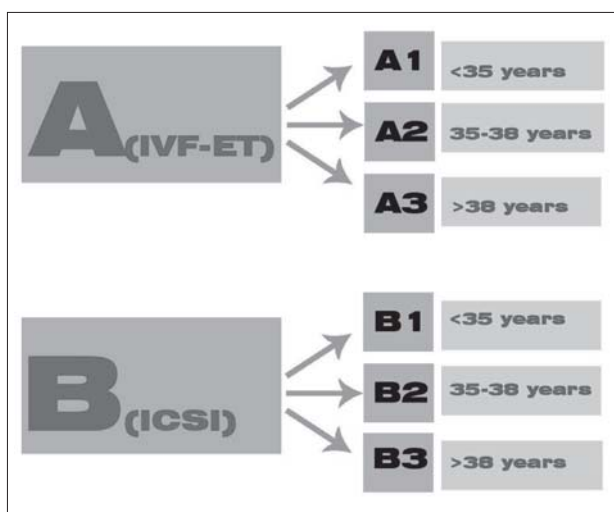 A (IVF-ET)
A1 <35 years
A2 35-38 years
A3 >38 years
B (ICSI)
B1 <35 years
B2 35-38 years
B3 >38 years